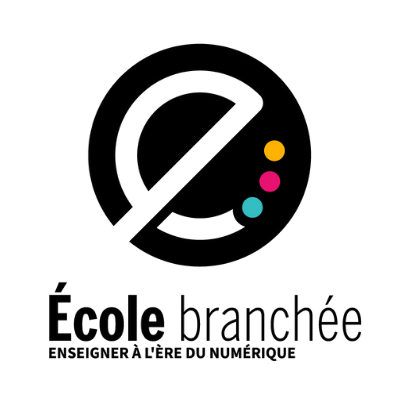 e
École branchée
ENSEIGNER À L'ÈRE DU NUMÉRIQUE